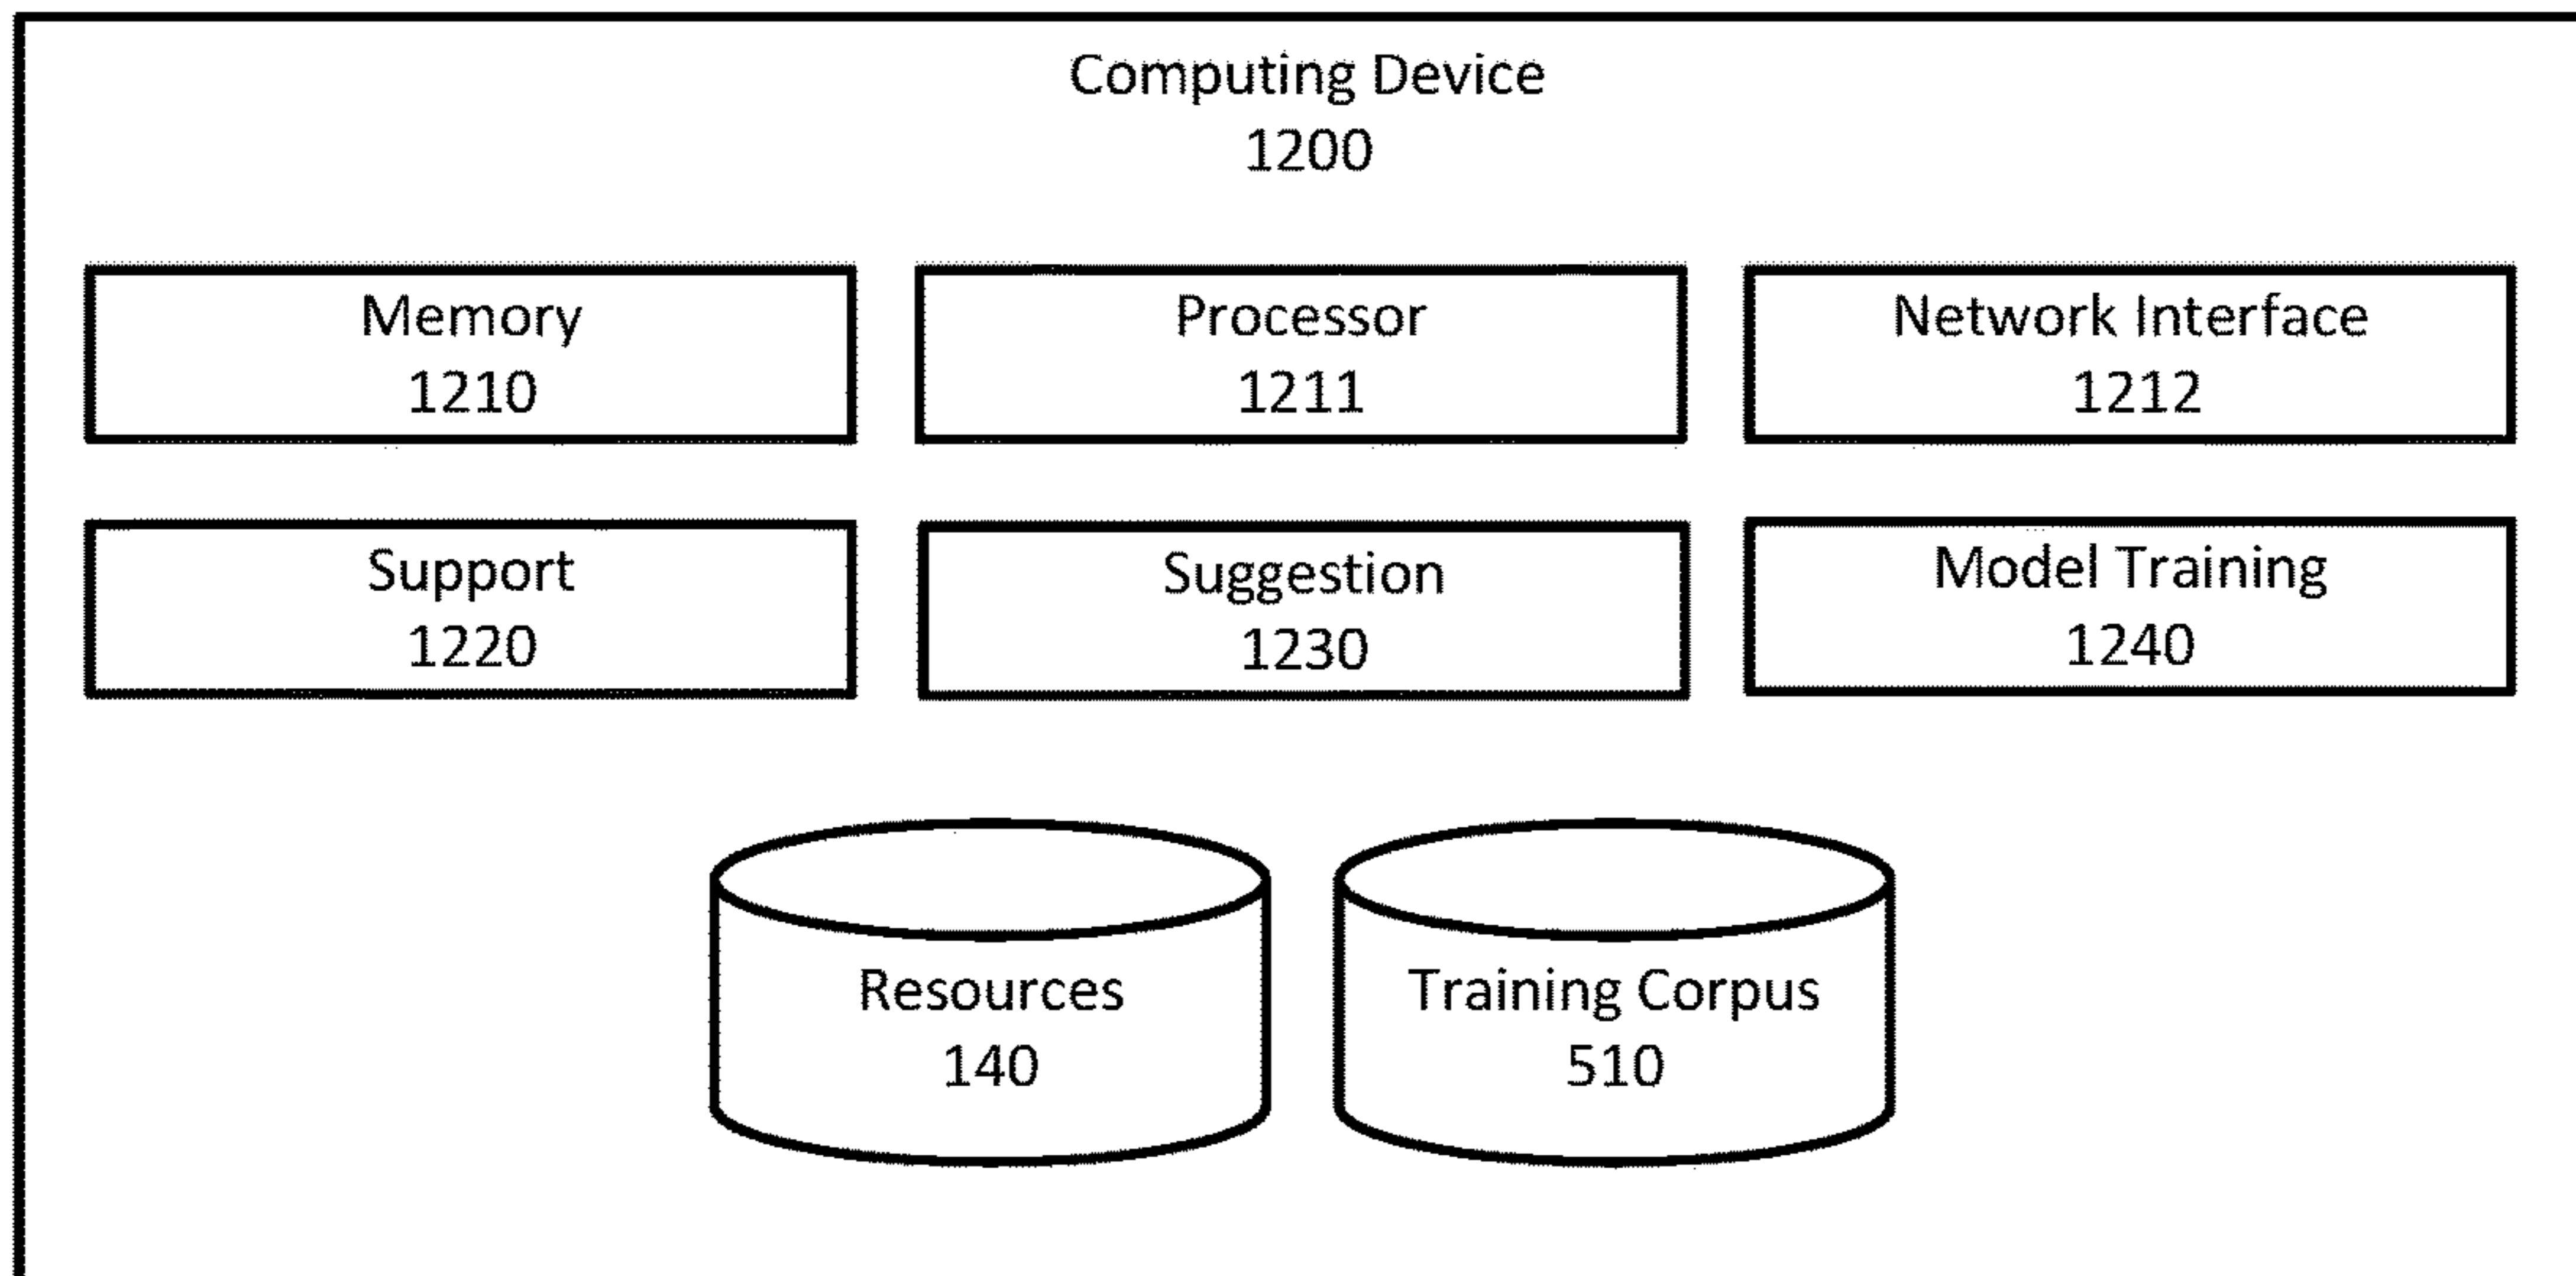 Computing Device
1200
Memory
1210
Processor
1211
Network Interface
1212
Support
1220
Suggestion
1230
Model Training
1240
Resources
140
Training Corpus
510